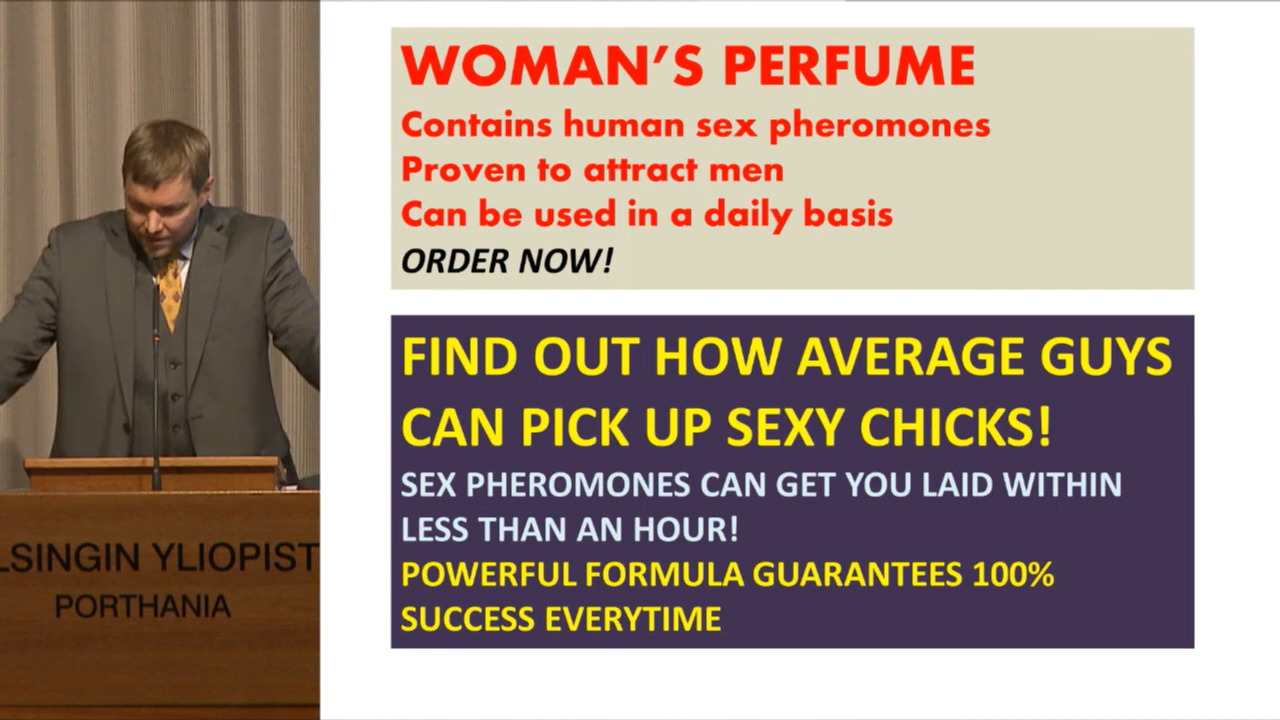 WOMAN'S PERFUME
Contains human sex pheromones
Proven to attract men
Can be used in a daily basis
ORDER NOW!
FIND OUT HOW AVERAGE GUYS
CAN PICK UP SEXY CHICKS!
SEX PHEROMONES CAN GET YOU LAID WITHIN
LESS THAN AN HOUR!
POWERFUL FORMULA GUARANTEES 100%
SUCCESS EVERYTIME
LSINGIN YLIOPIST
PORTHANIA